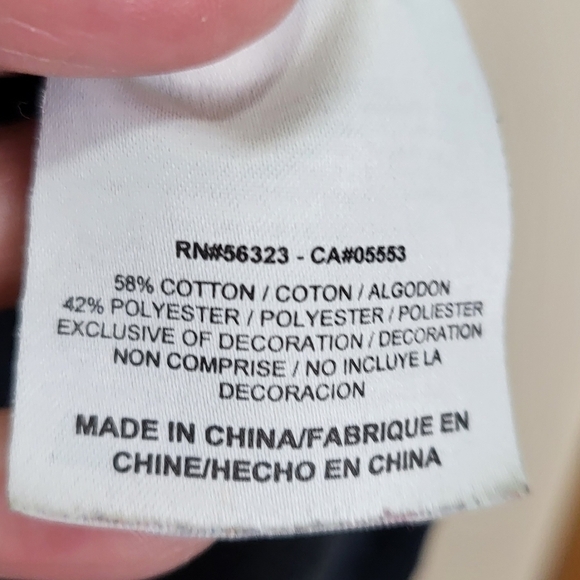 RN#56323 - CA#05553
58% COTTON / COTON / ALGODON
42% POLYESTER / POLYESTER / POLIESTER
EXCLUSIVE OF DECORATION / DECORATION
NON COMPRISE / NO INCLUYE LA
DECORACION
MADE IN CHINA/FABRIQUE EN
CHINE/HECHO EN CHINA